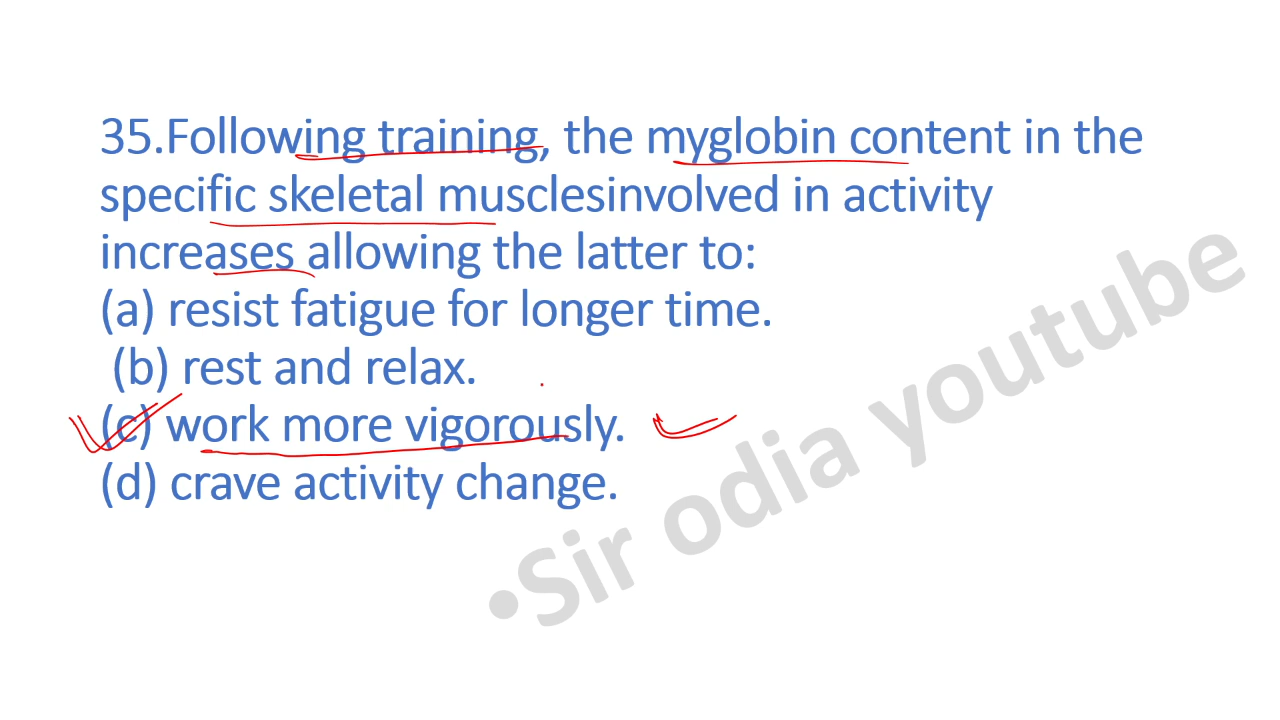 35.Following training, the myglobin content in the
specific skeletal musclesinvolved in activity
increases allowing the latter to:
(a) resist fatigue for longer time.
(b) rest and relax.
(c) work more vigorously.
(d) crave activity change.
•Sir odia youtube